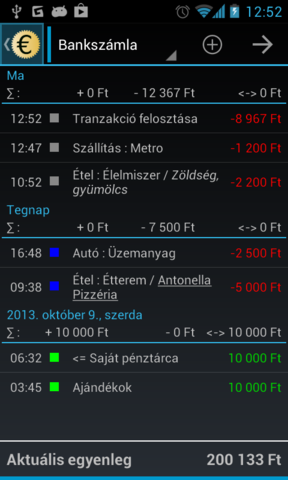 12:52
Bankszámla
Ma
∑: + 0 Ft - 12 367 Ft <-> 0 Ft
12:52 Tranzakció felosztása -8 967 Ft
12:47 Szállítás : Metro -1 200 Ft
10:52 Étel : Élelmiszer / Zöldség, gyümölcs -2 200 Ft
Tegnap
∑: + 0 Ft - 7 500 Ft <-> 0 Ft
16:48 Autó : Üzemanyag -2 500 Ft
09:38 Étel : Étterem / Antonella Pizzéria -5 000 Ft
2013. október 9., szerda
∑: + 10 000 Ft - 0 Ft <-> 10 000 Ft
06:32 <= Saját pénztárca 10 000 Ft
03:45 Ajándékok 10 000 Ft
Aktuális egyenleg 200 133 Ft